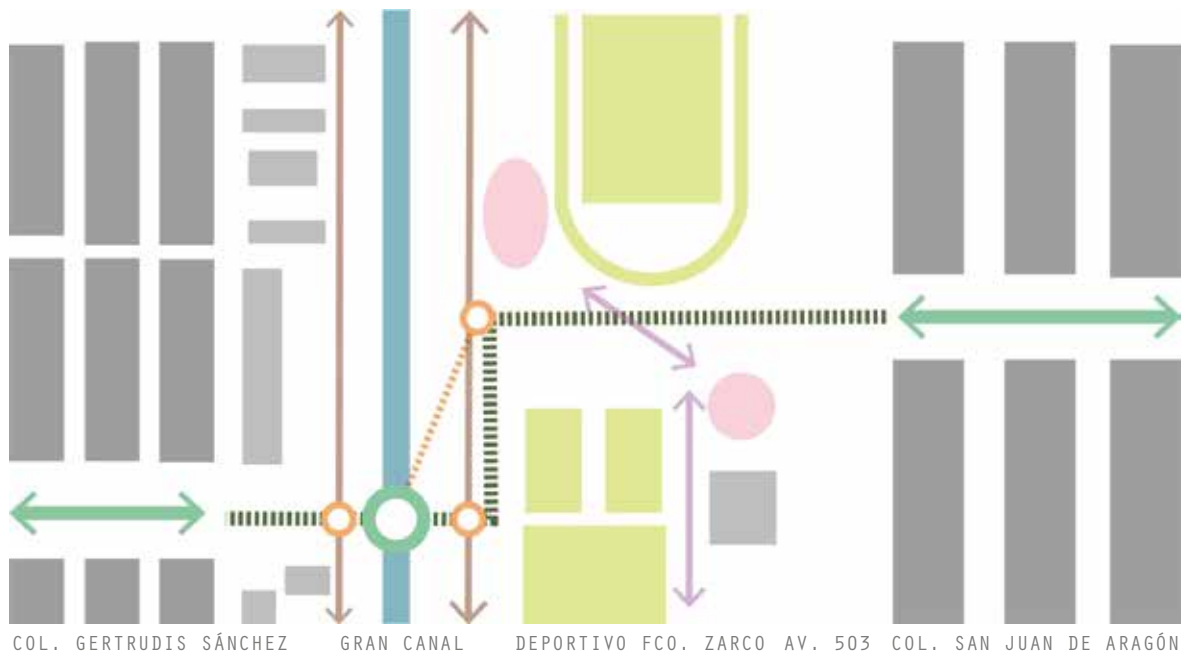 COL. GERTRUDIS SÁNCHEZ GRAN CANAL DEPORTIVO FCO. ZARCO AV. 503 COL. SAN JUAN DE ARAGÓN